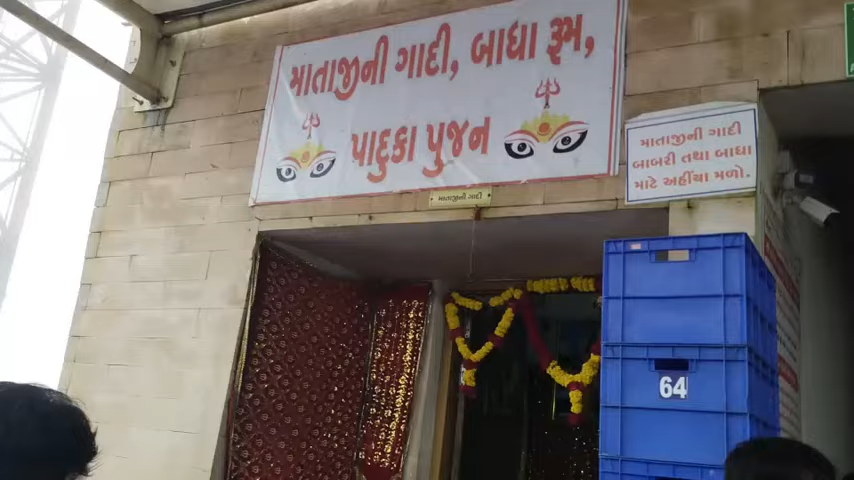 માતાજીની ગાદી, બાધા રૂમ,
પાદુકા પુજન
માતાજીની ગાદી
માતાજીની ગાદી
બાબરી તથા બાધા
માટે અહીંયા મળો.
64